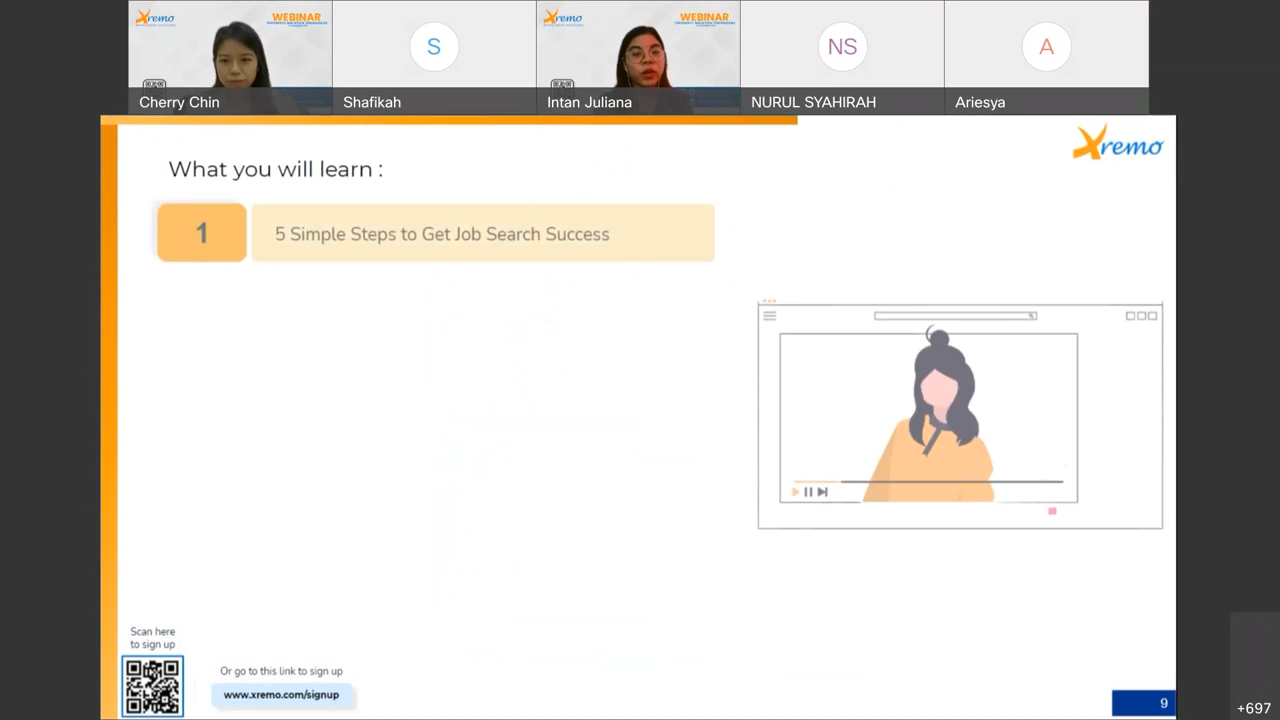 Xremo
WEBINAR
Xremo
WEBINAR
S
NS
A
Cherry Chin
Shafikah
Intan Juliana
NURUL SYAHIRAH
Ariesya
Xremo
What you will learn :
1
5 Simple Steps to Get Job Search Success
Scan here
to sign up
Or go to this link to sign up
www.xremo.com/signup
9
+697